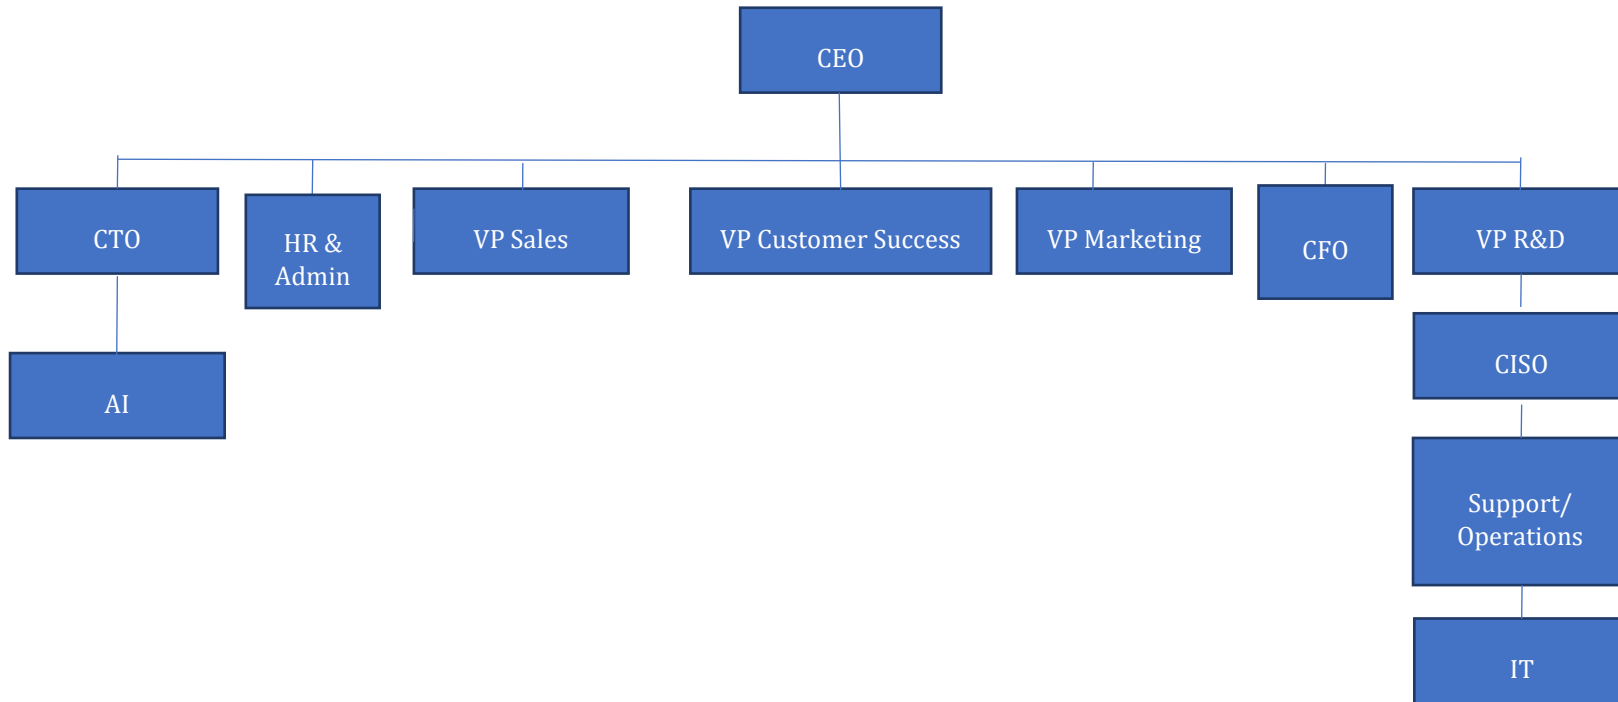 CEO
CTO
HR &
Admin
VP Sales
VP Customer Success
VP Marketing
CFO
VP R&D
AI
CISO
Support/
Operations
IT